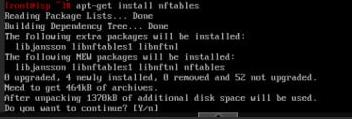 [root@isp ~]# apt-get install nftables
Reading Package Lists... Done
Building Dependency Tree... Done
The following extra packages will be installed:
  libjansson libnftables1 libnftnl
The following NEW packages will be installed:
  libjansson libnftables1 libnftnl nftables
0 upgraded, 4 newly installed, 0 removed and 52 not upgraded.
Need to get 464kB of archives.
After unpacking 1370kB of additional disk space will be used.
Do you want to continue? [Y/n]